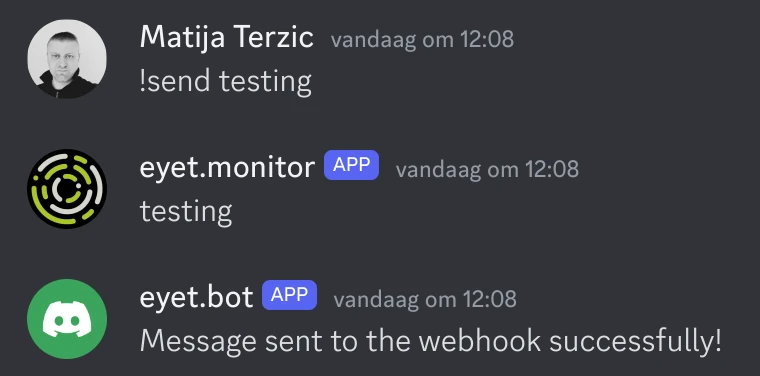 Matija Terzic vandaag om 12:08
!send testing
eyet.monitor APP vandaag om 12:08
testing
eyet.bot APP vandaag om 12:08
Message sent to the webhook successfully!